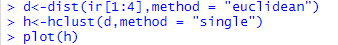 > d<-dist(ir[1:4],method = "euclidean")
> h<-hclust(d,method = "single")
> plot(h)